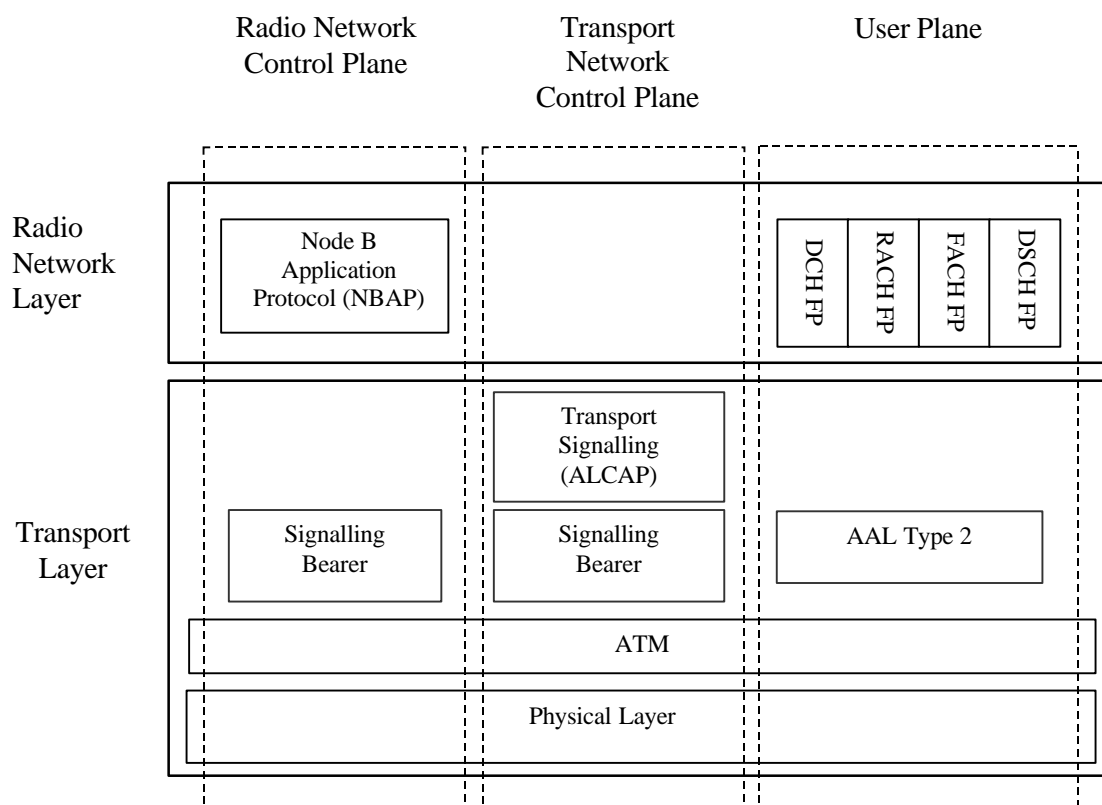 Radio Network
Control Plane
Transport
Network
Control Plane
User Plane
Radio
Network
Layer
Node B
Application
Protocol (NBAP)
DCH FP
RACH FP
FACH FP
DSCH FP
Transport
Layer
Transport
Signalling
(ALCAP)
Signalling
Bearer
Signalling
Bearer
AAL Type 2
ATM
Physical Layer